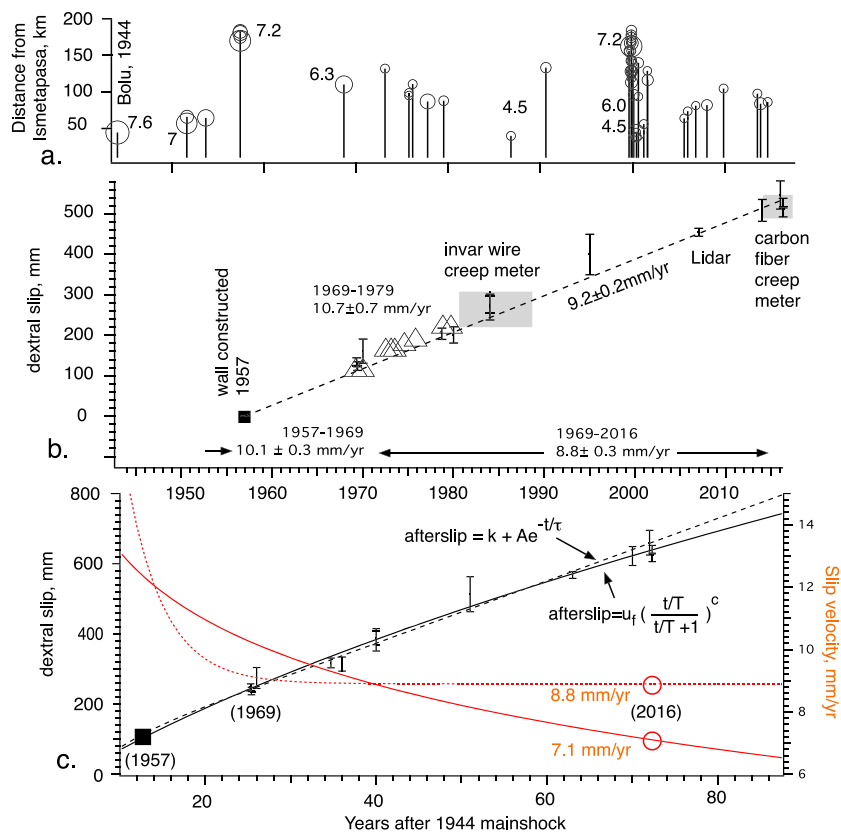 200
150
100
50
Distance from
Ismetapasa, km
Bolu, 1944
7.6
7
7.2
6.3
4.5
7.2
6.0
4.5
a.
500
400
300
200
100
0
dextral slip, mm
wall constructed
1957
1969-1979
10.7±0.7 mm/yr
invar wire
creep meter
9.2±0.2mm/yr
Lidar
carbon
fiber
creep
meter
1957-1969
10.1 ± 0.3 mm/yr
1969-2016
8.8± 0.3 mm/yr
b.
1950
1960
1970
1980
1990
2000
2010
800
600
400
200
0
dextral slip, mm
afterslip = k + Ae^-t/τ
afterslip=u_f ( t/T / t/T +1 )^c
14
12
10
8
6
Slip velocity, mm/yr
8.8 mm/yr
(1969)
(2016)
(1957)
7.1 mm/yr
c.
20
40
60
80
Years after 1944 mainshock